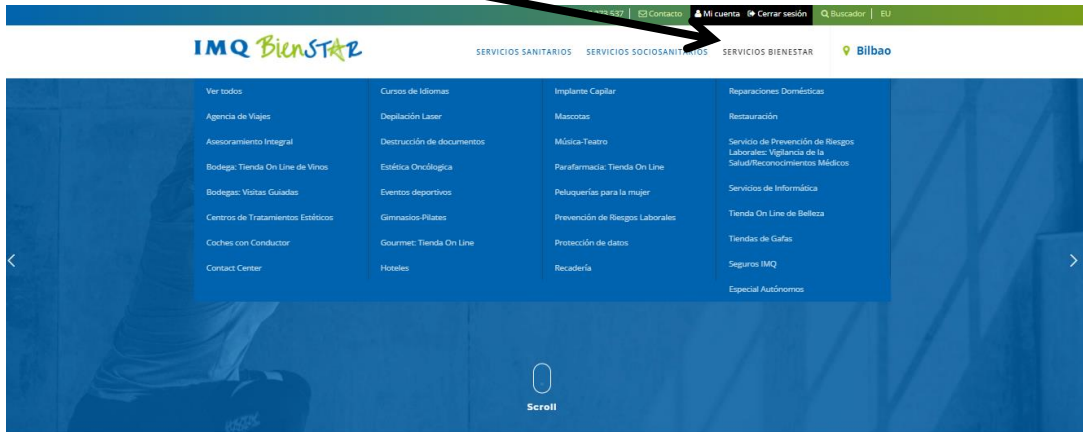 333 537 | Contacto Mi cuenta Cerrar sesión Buscador | EU
IMQ BienSTAR
SERVICIOS SANITARIOS SERVICIOS SOCIOSANITARIOS SERVICIOS BIENESTAR Bilbao
Ver todos
Agencia de Viajes
Asesoramiento Integral
Bodega: Tienda On Line de Vinos
Bodegas: Visitas Guiadas
Centros de Tratamientos Estéticos
Coches con Conductor
Contact Center
Cursos de Idiomas
Depilación Laser
Destrucción de documentos
Estética Oncólogica
Eventos deportivos
Gimnasios-Pilates
Gourmet: Tienda On Line
Hoteles
Implante Capilar
Mascotas
Música-Teatro
Parafarmacia: Tienda On Line
Peluquerías para la mujer
Prevención de Riesgos Laborales
Protección de datos
Recadería
Reparaciones Domésticas
Restauración
Servicio de Prevención de Riesgos
Laborales: Vigilancia de la
Salud/Reconocimientos Médicos
Servicios de Informática
Tienda On Line de Belleza
Tiendas de Gafas
Seguros IMQ
Especial Autónomos
Scroll